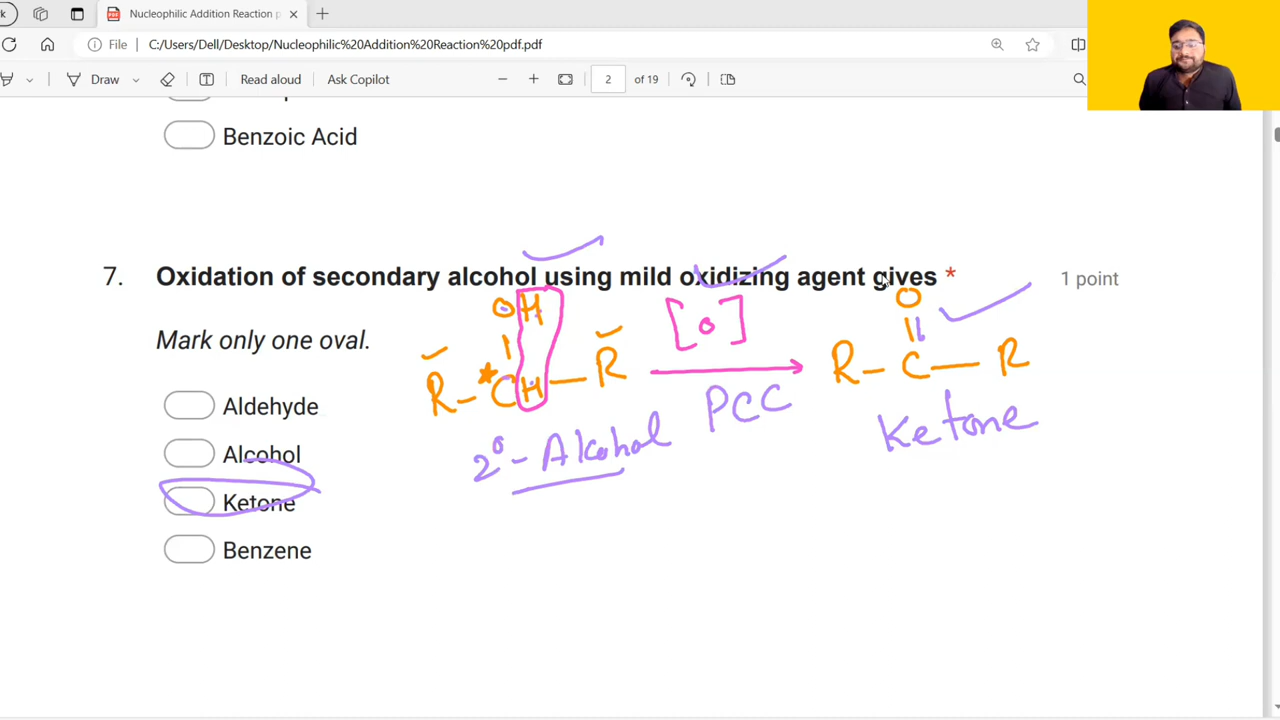 Nucleophilic Addition Reaction p
File C:/Users/Dell/Desktop/Nucleophilic%20Addition%20Reaction%20pdf.pdf
Draw Read aloud Ask Copilot 2 of 19
Benzoic Acid
7. Oxidation of secondary alcohol using mild oxidizing agent gives * 1 point
OH [O] O
Mark only one oval.
R - CH - R R - C - R
PCC
Aldehyde
Ketone
2° - Alcohol
Alcohol
Ketone
Benzene